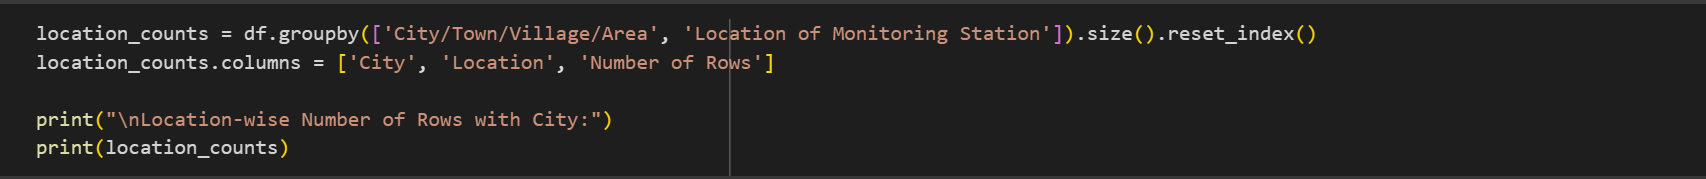 location_counts = df.groupby(['City/Town/Village/Area', 'Location of Monitoring Station']).size().reset_index()
location_counts.columns = ['City', 'Location', 'Number of Rows']
print("\nLocation-wise Number of Rows with City:")
print(location_counts)